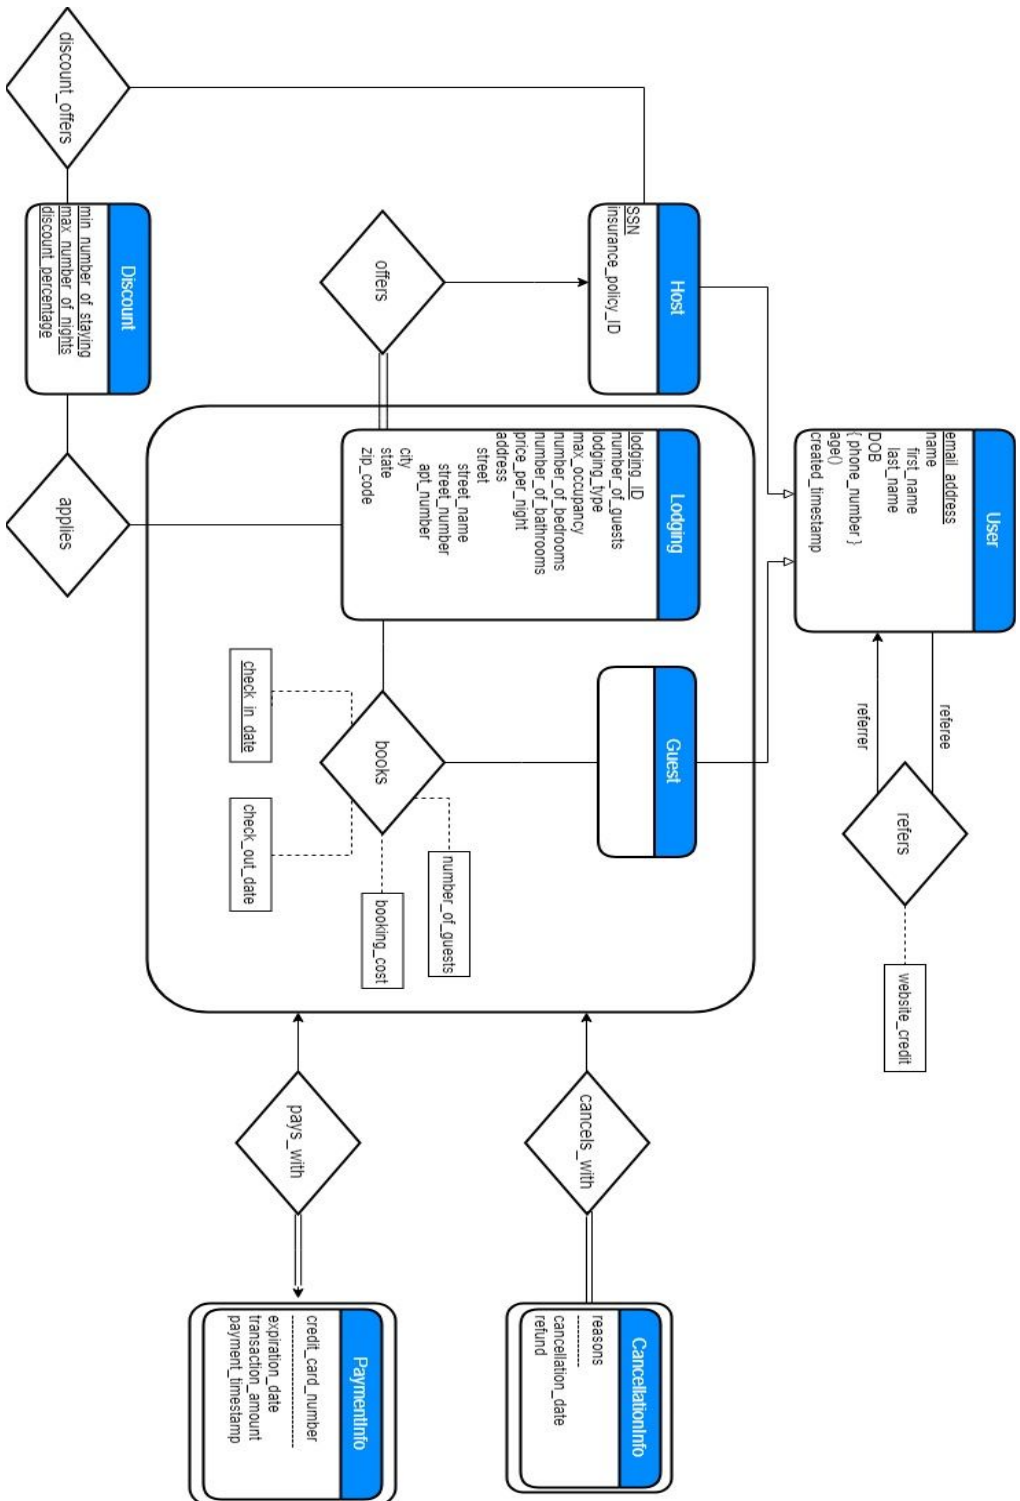 User
email_address
name
first_name
last_name
DOB
{ phone_number }
age()
created_timestamp
referee
referrer
refers
website_credit
Host
SSN
insurance_policy_ID
discount_offers
offers
Discount
min_number_of_staying
max_number_of_nights
discount_percentage
applies
Lodging
lodging_ID
number_of_guests
lodging_type
max_occupancy
number_of_bedrooms
number_of_bathrooms
price_per_night
address
street
street_name
street_number
apt_number
city
state
zip_code
Guest
books
check_in_date
check_out_date
booking_cost
number_of_guests
cancels_with
pays_with
CancellationInfo
reasons
cancellation_date
refund
PaymentInfo
credit_card_number
expiration_date
transaction_amount
payment_timestamp